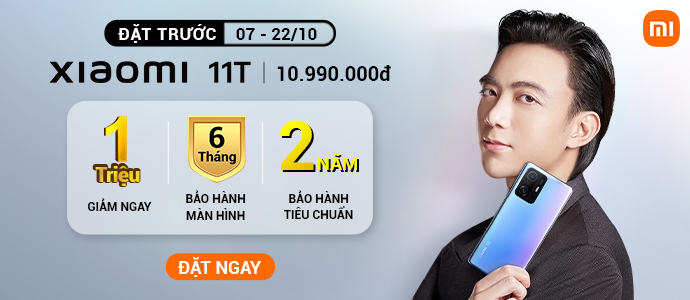 ĐẶT TRƯỚC 07 - 22/10
mi
xıaomı 11T 10.990.000đ
1 Triệu
GIẢM NGAY
6 Tháng
BẢO HÀNH
MÀN HÌNH
2 NĂM
BẢO HÀNH
TIÊU CHUẨN
ĐẶT NGAY